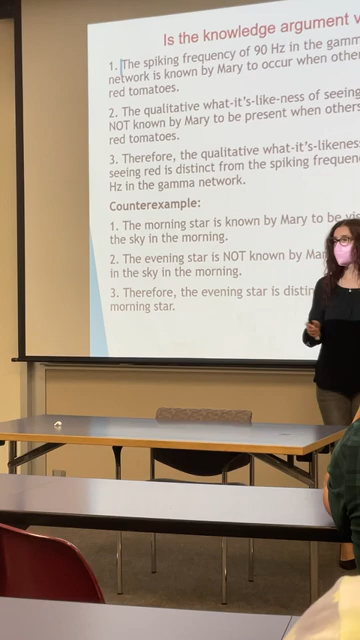 Is the knowledge argument v
1. The spiking frequency of 90 Hz in the gamm
network is known by Mary to occur when other
red tomatoes.
2. The qualitative what-it's-like-ness of seeing
NOT known by Mary to be present when others
red tomatoes.
3. Therefore, the qualitative what-it's-likeness
seeing red is distinct from the spiking frequen
Hz in the gamma network.
Counterexample:
1. The morning star is known by Mary to be vis
the sky in the morning.
2. The evening star is NOT known by Mar
in the sky in the morning.
3. Therefore, the evening star is distin
morning star.